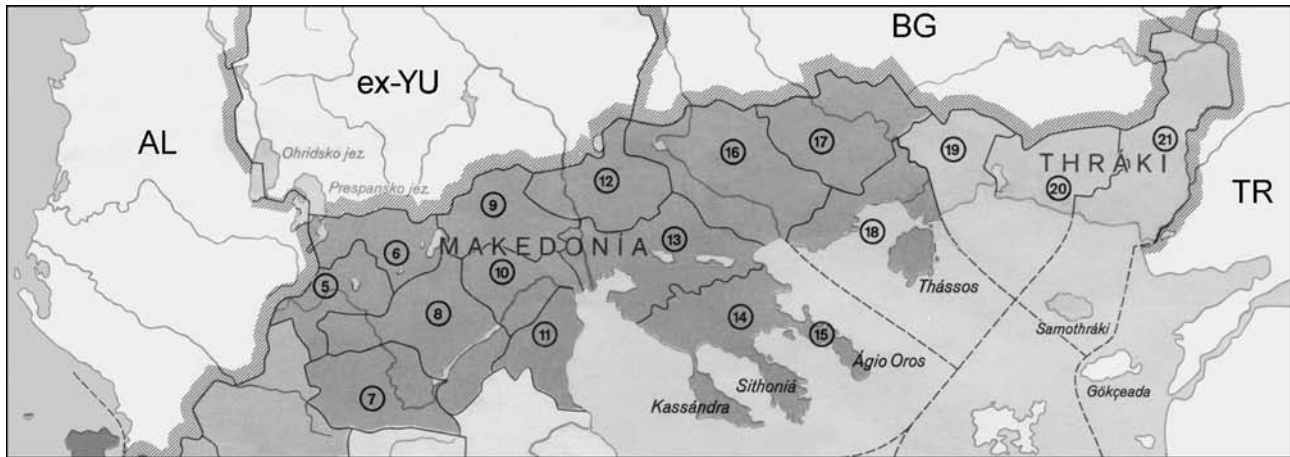 BG
ex-YU
AL
Ohridsko jez.
Prespansko jez.
TR
THRÁKI
MAKEDONÍA
5
6
7
8
9
10
11
12
13
14
15
16
17
18
19
20
21
Thássos
Samothráki
Gökçeada
Ágio Oros
Sithoniá
Kassándra